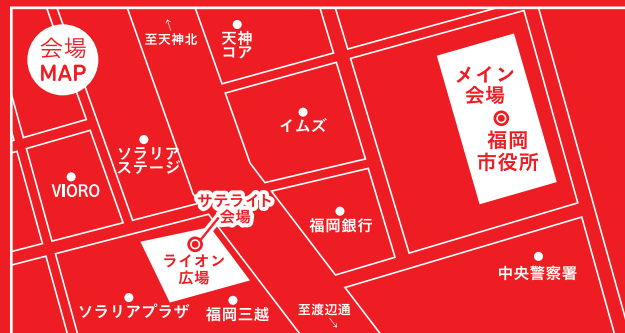 会場
MAP
↑
至天神北
天神
コア
メイン
会場
福岡
市役所
イムズ
ソラリア
ステージ
VIORO
サテライト
会場
福岡銀行
ライオン
広場
中央警察署
ソラリアプラザ
福岡三越
至渡辺通
↓